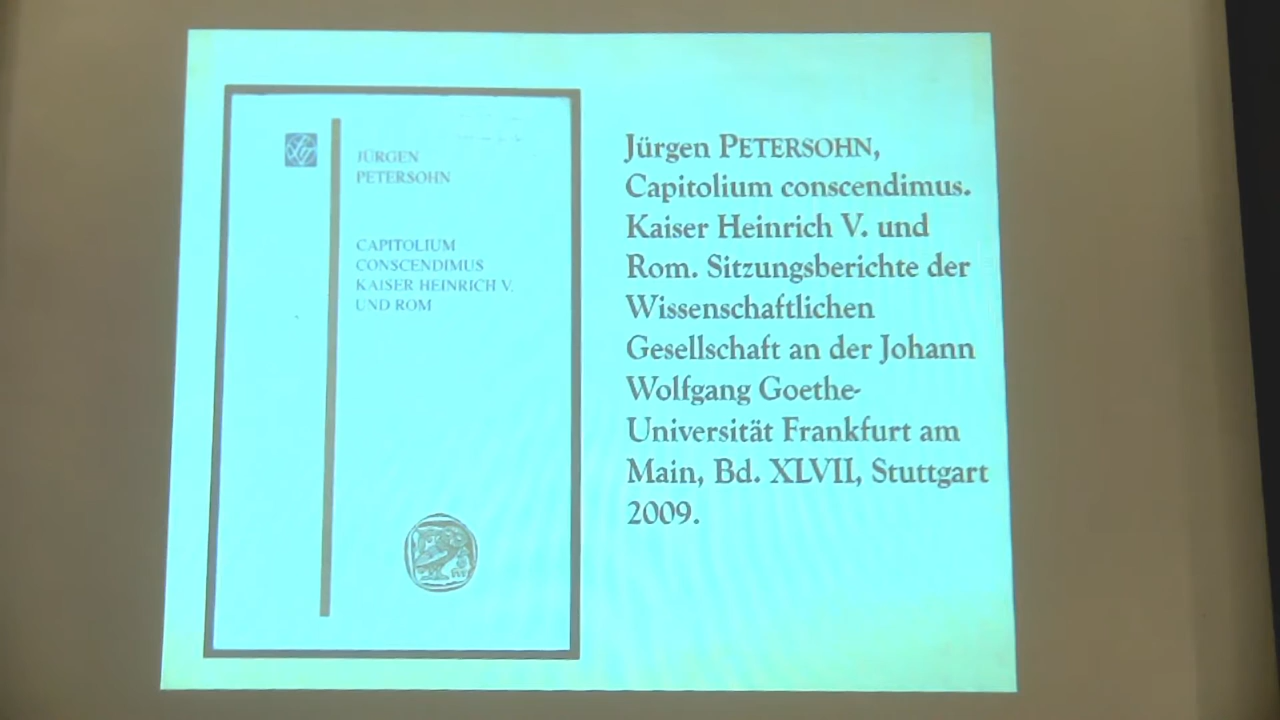 JÜRGEN
PETERSOHN
CAPITOLIUM
CONSCENDIMUS
KAISER HEINRICH V.
UND ROM
Jürgen PETERSOHN,
Capitolium conscendimus.
Kaiser Heinrich V. und
Rom. Sitzungsberichte der
Wissenschaftlichen
Gesellschaft an der Johann
Wolfgang Goethe-
Universität Frankfurt am
Main, Bd. XLVII, Stuttgart
2009.